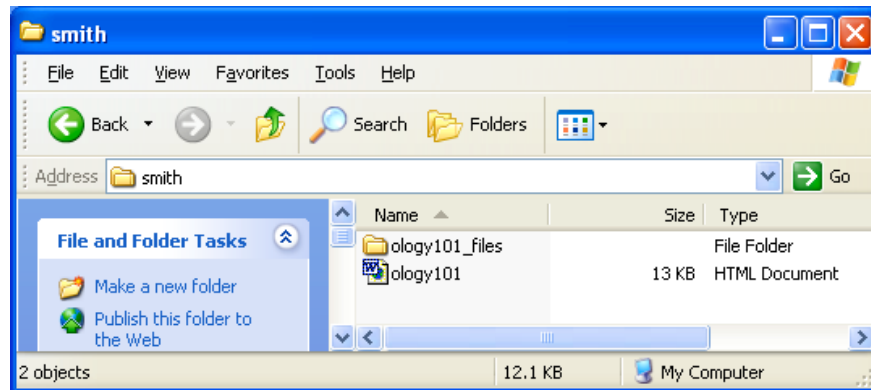 smith
File Edit View Favorites Tools Help
Back Search Folders
Address smith Go
File and Folder Tasks
Make a new folder
Publish this folder to
the Web
Name Size Type
ology101_files File Folder
ology101 13 KB HTML Document
2 objects 12.1 KB My Computer